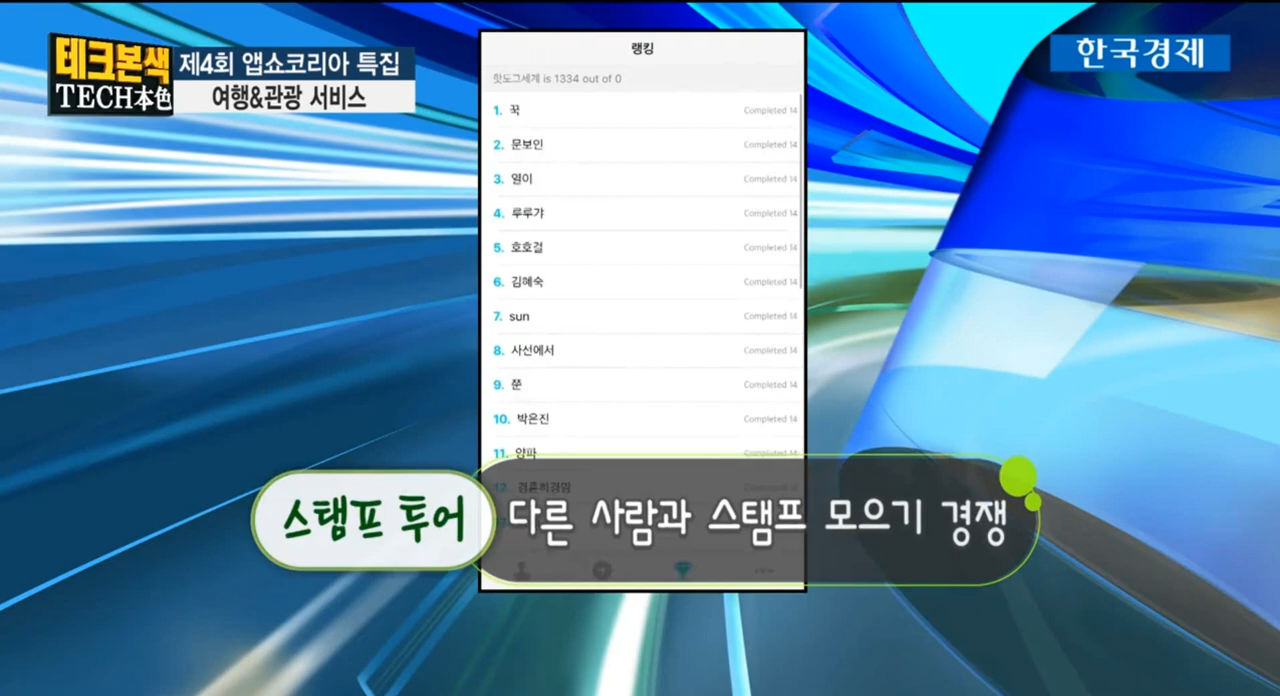 테크본색
TECH本色
제4회 앱쇼코리아 특집
여행&관광 서비스
한국경제
랭킹
핫도그세계 is 1334 out of 0
1. 꾹 Completed 14
2. 문보인 Completed 14
3. 열이 Completed 14
4. 루루갸 Completed 14
5. 호호걸 Completed 14
6. 김혜숙 Completed 14
7. sun Completed 14
8. 사선에서 Completed 14
9. 쭌 Completed 14
10. 박은진 Completed 14
11. 양파 Completed 14
12.
스탬프 투어 다른 사람과 스탬프 모으기 경쟁